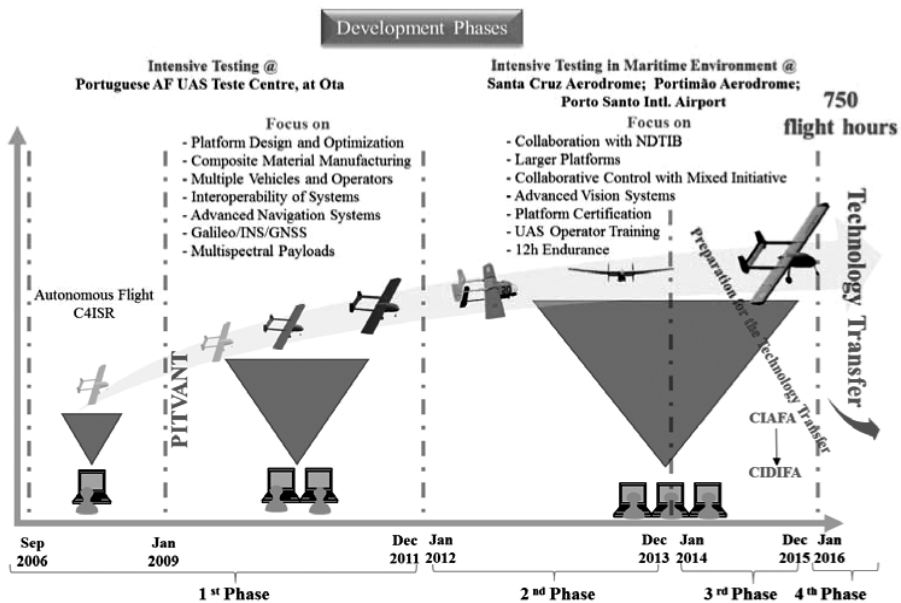 Development Phases
Intensive Testing @
Portuguese AF UAS Teste Centre, at Ota
Intensive Testing in Maritime Environment @
Santa Cruz Aerodrome; Portimão Aerodrome;
Porto Santo Intl. Airport
750
flight hours
Focus on
- Platform Design and Optimization
- Composite Material Manufacturing
- Multiple Vehicles and Operators
- Interoperability of Systems
- Advanced Navigation Systems
- Galileo/INS/GNSS
- Multispectral Payloads
Focus on
- Collaboration with NDTIB
- Larger Platforms
- Collaborative Control with Mixed Initiative
- Advanced Vision Systems
- Platform Certification
- UAS Operator Training
- 12h Endurance
Autonomous Flight
C4ISR
PITVANT
Preparation for the Technology Transfer
Technology Transfer
CIAFA
CIDIFA
Sep
2006
Jan
2009
Dec
2011
Jan
2012
Dec
2013
Jan
2014
Dec
2015
Jan
2016
1st Phase
2nd Phase
3rd Phase
4th Phase